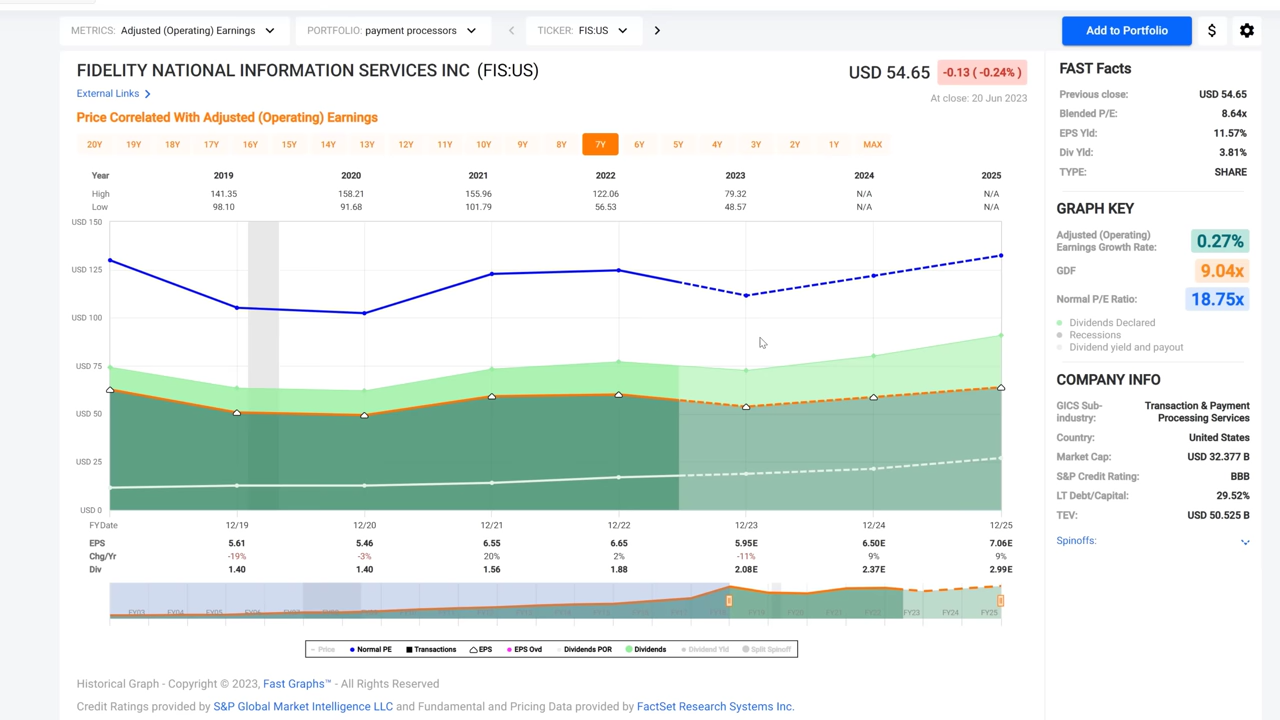 METRICS: Adjusted (Operating) Earnings PORTFOLIO: payment processors TICKER: FIS:US Add to Portfolio $
FIDELITY NATIONAL INFORMATION SERVICES INC (FIS:US) USD 54.65 -0.13 ( -0.24% )
External Links At close: 20 Jun 2023
Price Correlated With Adjusted (Operating) Earnings
20Y 19Y 18Y 17Y 16Y 15Y 14Y 13Y 12Y 11Y 10Y 9Y 8Y 7Y 6Y 5Y 4Y 3Y 2Y 1Y MAX
Year 2019 2020 2021 2022 2023 2024 2025
High 141.35 158.21 155.96 122.06 79.32 N/A N/A
Low 98.10 91.68 101.79 56.53 48.57 N/A N/A
USD 150
USD 125
USD 100
USD 75
USD 50
USD 25
USD 0
FYDate 12/19 12/20 12/21 12/22 12/23 12/24 12/25
EPS 5.61 5.46 6.55 6.65 5.95E 6.50E 7.06E
Chg/Yr -19% -3% 20% 2% -11% 9% 9%
Div 1.40 1.40 1.56 1.88 2.08E 2.37E 2.99E
FY03 FY04 FY05 FY06 FY23 FY24 FY25
Price Normal PE Transactions EPS EPS Ovd Dividends POR Dividends Dividend Yld Split Spinoff
Historical Graph - Copyright © 2023, Fast Graphs™ - All Rights Reserved
Credit Ratings provided by S&P Global Market Intelligence LLC and Fundamental and Pricing Data provided by FactSet Research Systems Inc.
FAST Facts
Previous close: USD 54.65
Blended P/E: 8.64x
EPS Yld: 11.57%
Div Yld: 3.81%
TYPE: SHARE
GRAPH KEY
Adjusted (Operating)
Earnings Growth Rate: 0.27%
GDF 9.04x
Normal P/E Ratio: 18.75x
Dividends Declared
Recessions
Dividend yield and payout
COMPANY INFO
GICS Sub-
industry: Transaction & Payment
Processing Services
Country: United States
Market Cap: USD 32.377 B
S&P Credit Rating: BBB
LT Debt/Capital: 29.52%
TEV: USD 50.525 B
Spinoffs: